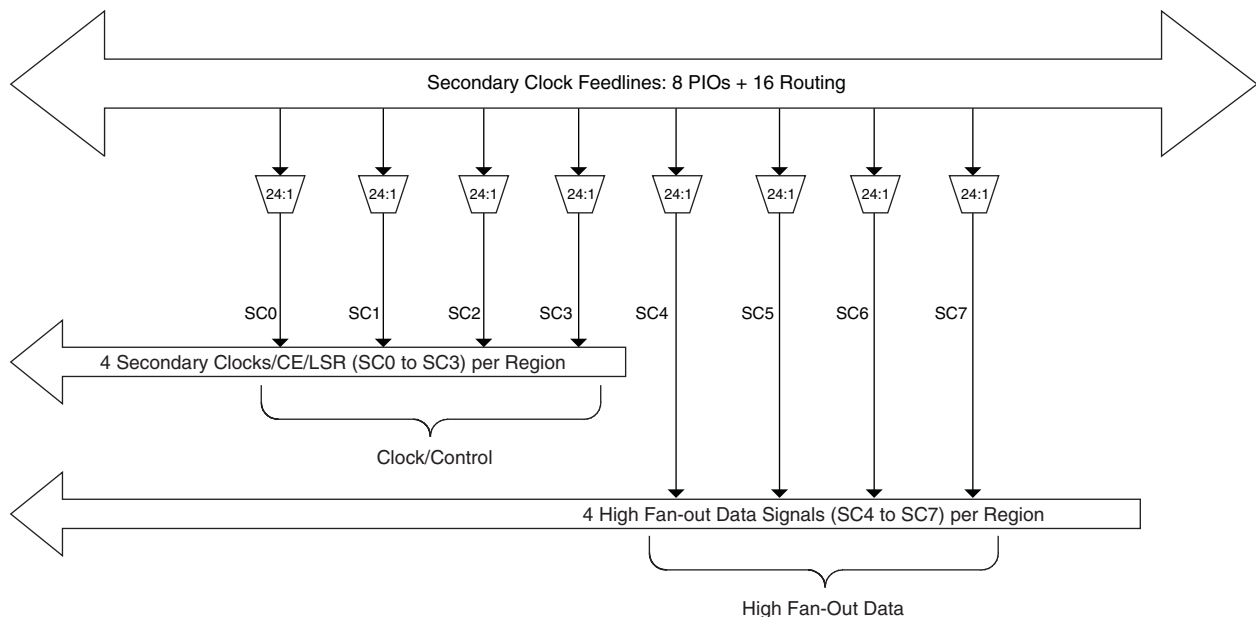 Secondary Clock Feedlines: 8 PIOs + 16 Routing
24:1 24:1 24:1 24:1 24:1 24:1 24:1 24:1
SC0 SC1 SC2 SC3 SC4 SC5 SC6 SC7
4 Secondary Clocks/CE/LSR (SC0 to SC3) per Region
Clock/Control
4 High Fan-out Data Signals (SC4 to SC7) per Region
High Fan-Out Data